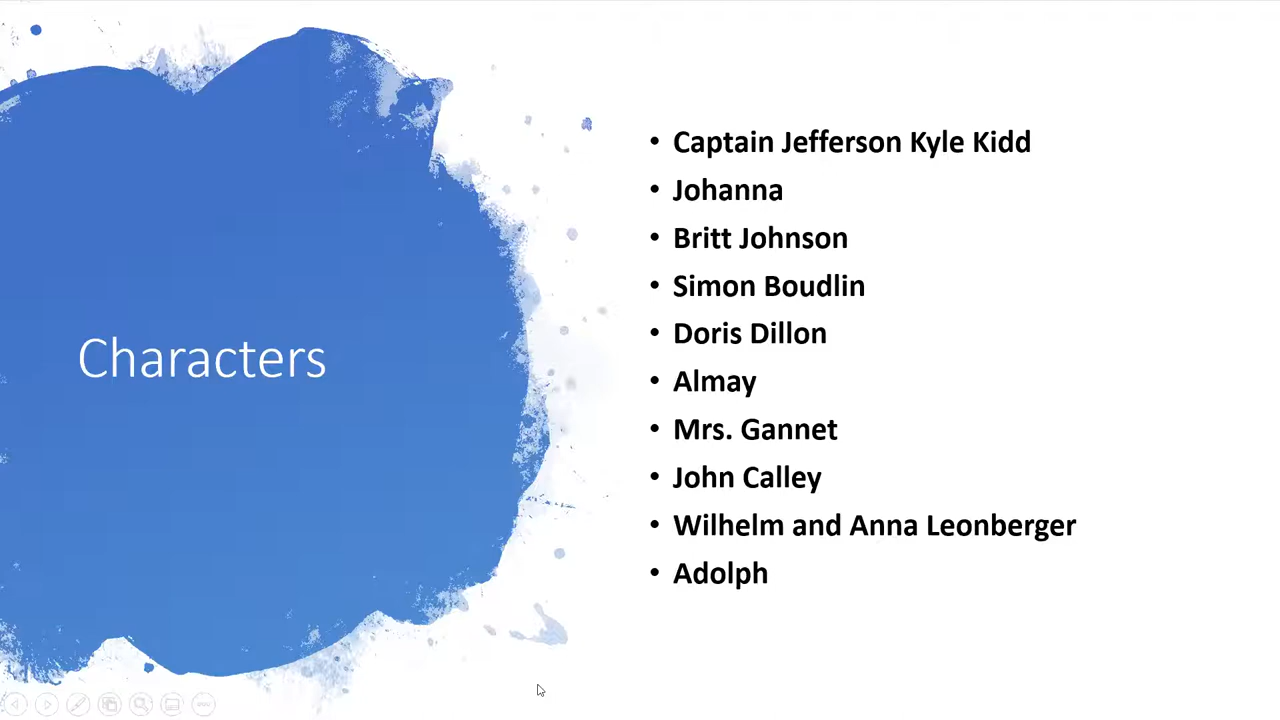 Characters
• Captain Jefferson Kyle Kidd
• Johanna
• Britt Johnson
• Simon Boudlin
• Doris Dillon
• Almay
• Mrs. Gannet
• John Calley
• Wilhelm and Anna Leonberger
• Adolph